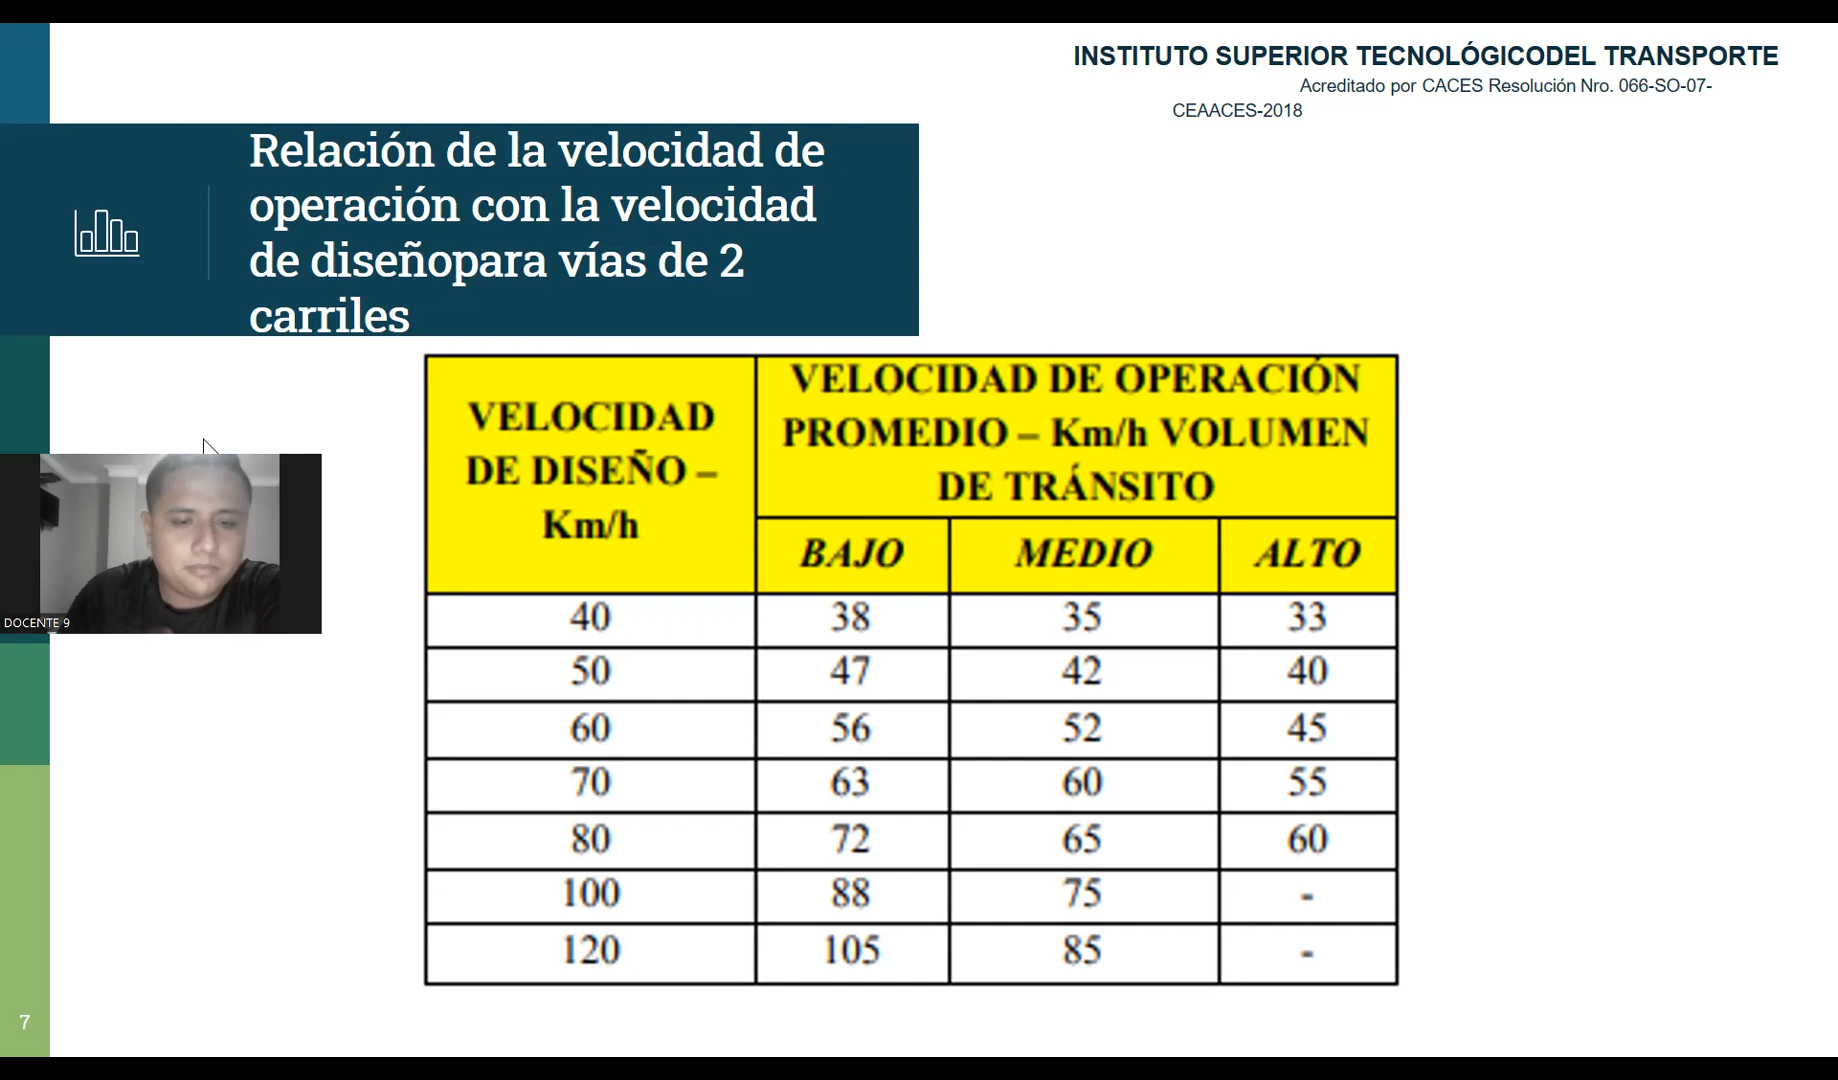 INSTITUTO SUPERIOR TECNOLÓGICODEL TRANSPORTE
Acreditado por CACES Resolución Nro. 066-SO-07-
CEAACES-2018
Relación de la velocidad de
operación con la velocidad
de diseñopara vías de 2
carriles
VELOCIDAD
DE DISEÑO –
Km/h
VELOCIDAD DE OPERACIÓN
PROMEDIO – Km/h VOLUMEN
DE TRÁNSITO
BAJO MEDIO ALTO
40 38 35 33
50 47 42 40
60 56 52 45
70 63 60 55
80 72 65 60
100 88 75 -
120 105 85 -
DOCENTE 9
7